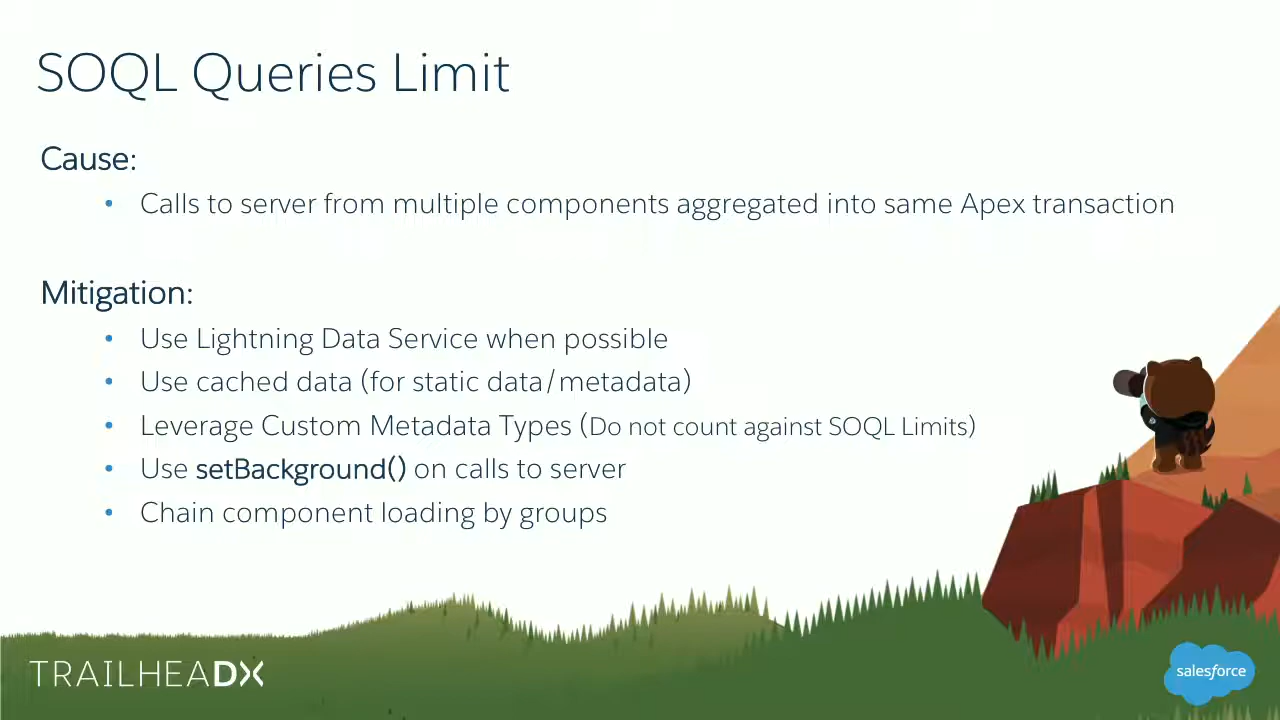 SOQL Queries Limit
Cause:
• Calls to server from multiple components aggregated into same Apex transaction
Mitigation:
• Use Lightning Data Service when possible
• Use cached data (for static data/metadata)
• Leverage Custom Metadata Types (Do not count against SOQL Limits)
• Use setBackground() on calls to server
• Chain component loading by groups
TRAILHEADX
salesforce